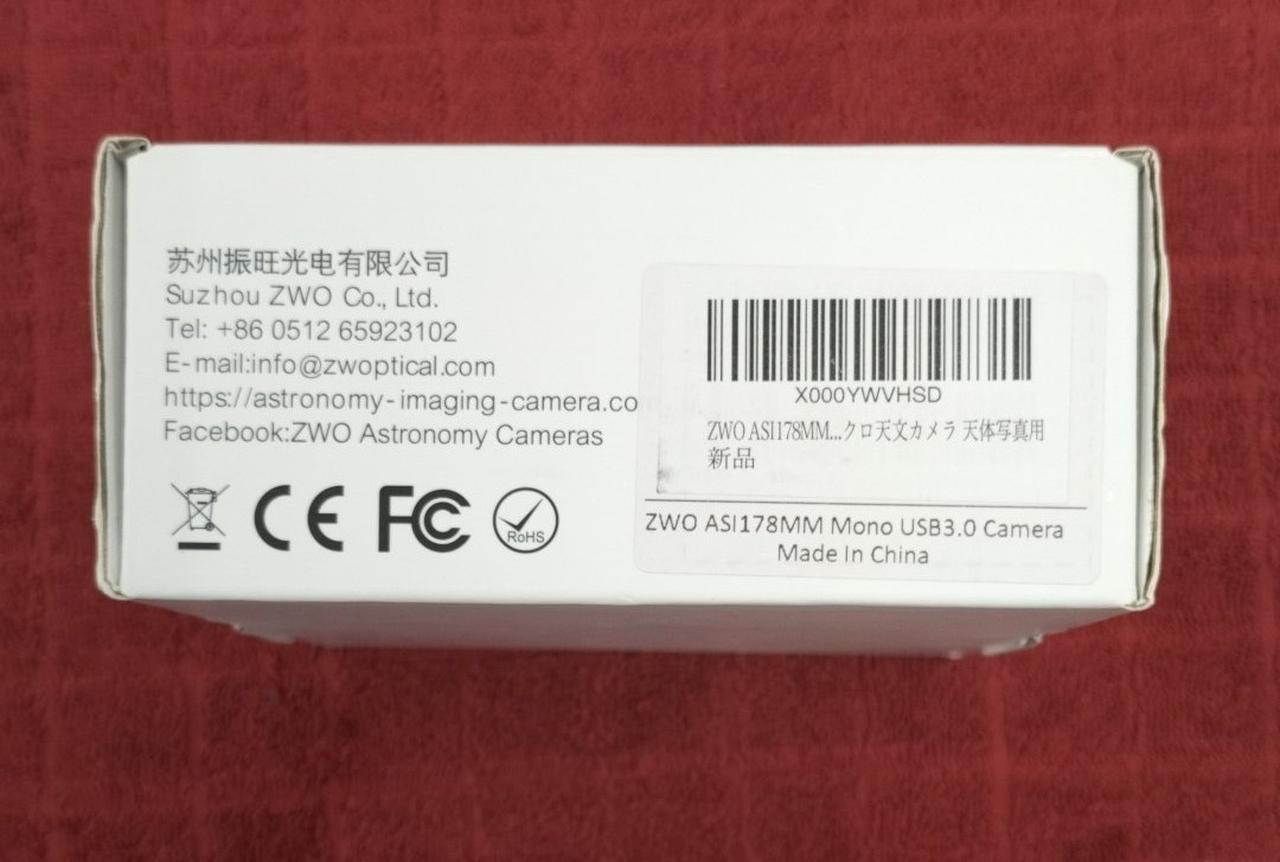 苏州振旺光电有限公司
Suzhou ZWO Co., Ltd.
Tel: +86 0512 65923102
E-mail:info@zwoptical.com
https://astronomy-imaging-camera.co
Facebook:ZWO Astronomy Cameras
CE FC RoHS
X000YWVHSD
ZWO ASI178MM...クロ天文カメラ 天体写真用
新品
ZWO ASI178MM Mono USB3.0 Camera
Made In China